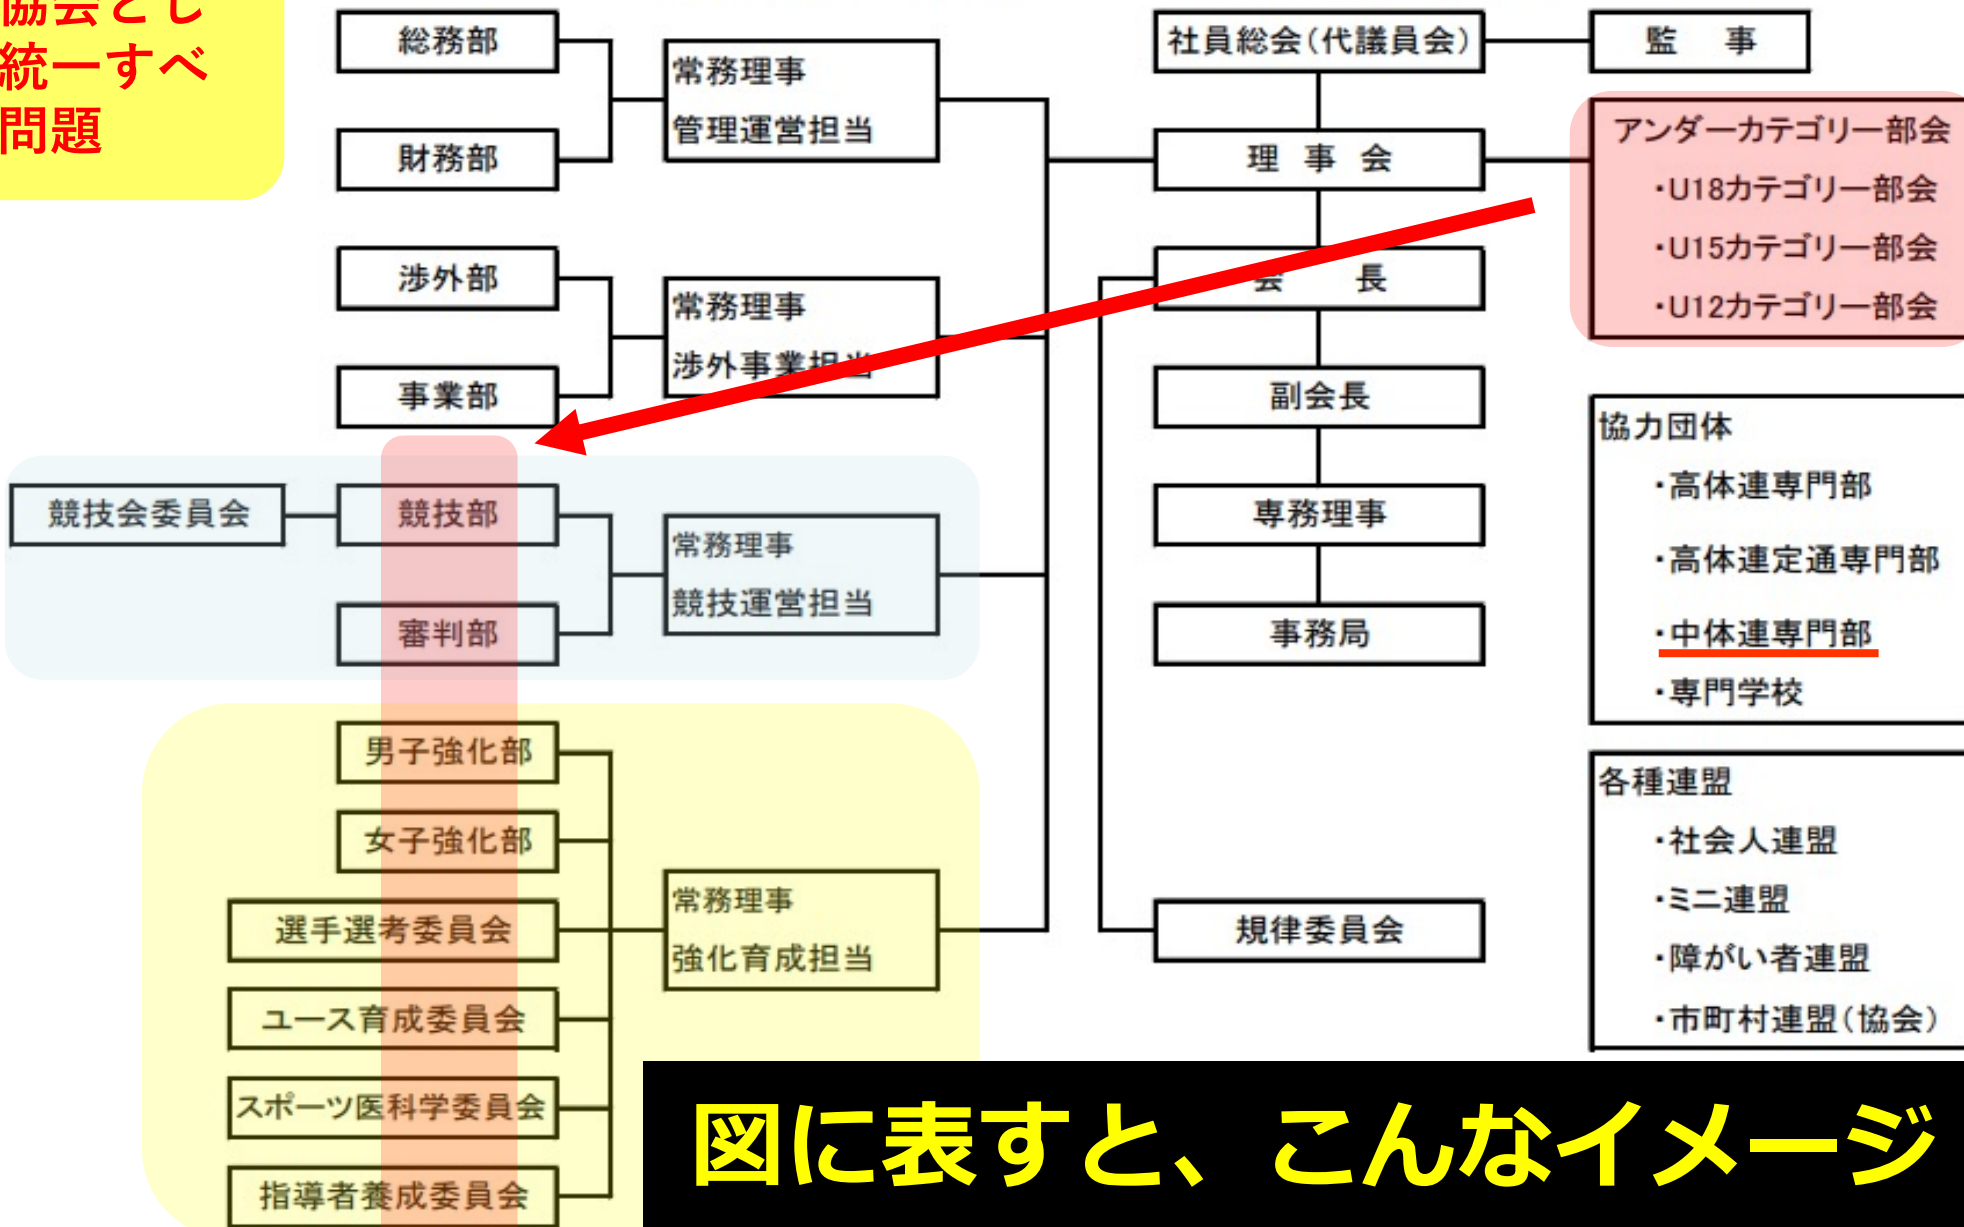 協会とし
統一すべ
問題
総務部
財務部
常務理事
管理運営担当
渉外部
事業部
常務理事
渉外事業担当
競技会委員会
競技部
審判部
常務理事
競技運営担当
男子強化部
女子強化部
選手選考委員会
ユース育成委員会
スポーツ医科学委員会
指導者養成委員会
常務理事
強化育成担当
社員総会(代議員会)
監 事
理 事 会
会 長
副会長
専務理事
事務局
規律委員会
アンダーカテゴリー部会
・U18カテゴリー部会
・U15カテゴリー部会
・U12カテゴリー部会
協力団体
・高体連専門部
・高体連定通専門部
・中体連専門部
・専門学校
各種連盟
・社会人連盟
・ミニ連盟
・障がい者連盟
・市町村連盟(協会)
図に表すと、こんなイメージ